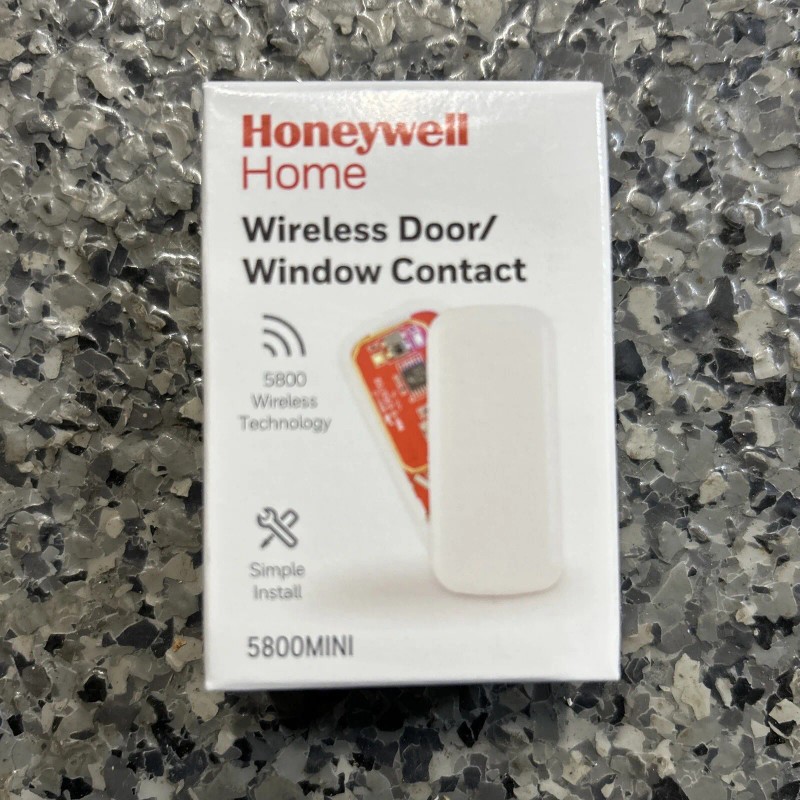 Honeywell
Home
Wireless Door/
Window Contact
5800
Wireless
Technology
Simple
Install
5800MINI